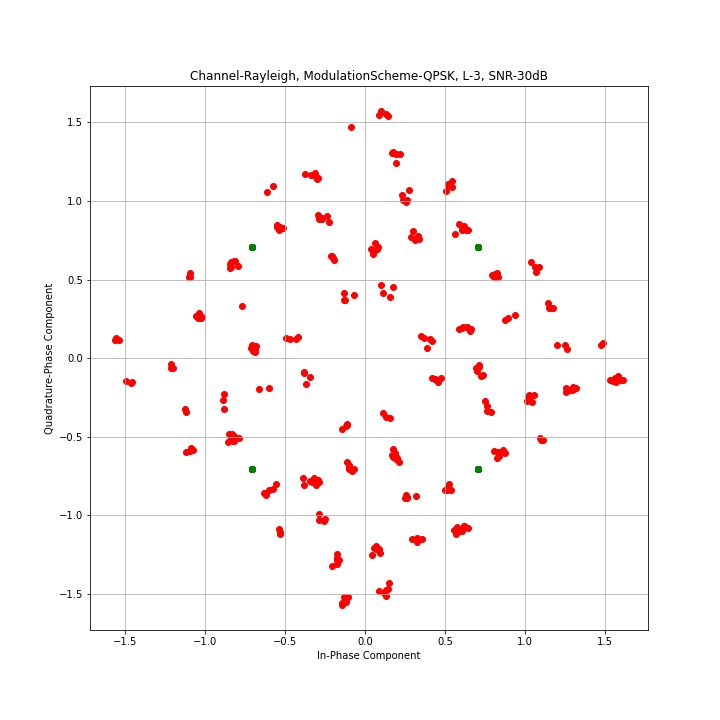 Channel-Rayleigh, ModulationScheme-QPSK, L-3, SNR-30dB
Quadrature-Phase Component
1.5
1.0
0.5
0.0
−0.5
−1.0
−1.5
−1.5 −1.0 −0.5 0.0 0.5 1.0 1.5
In-Phase Component